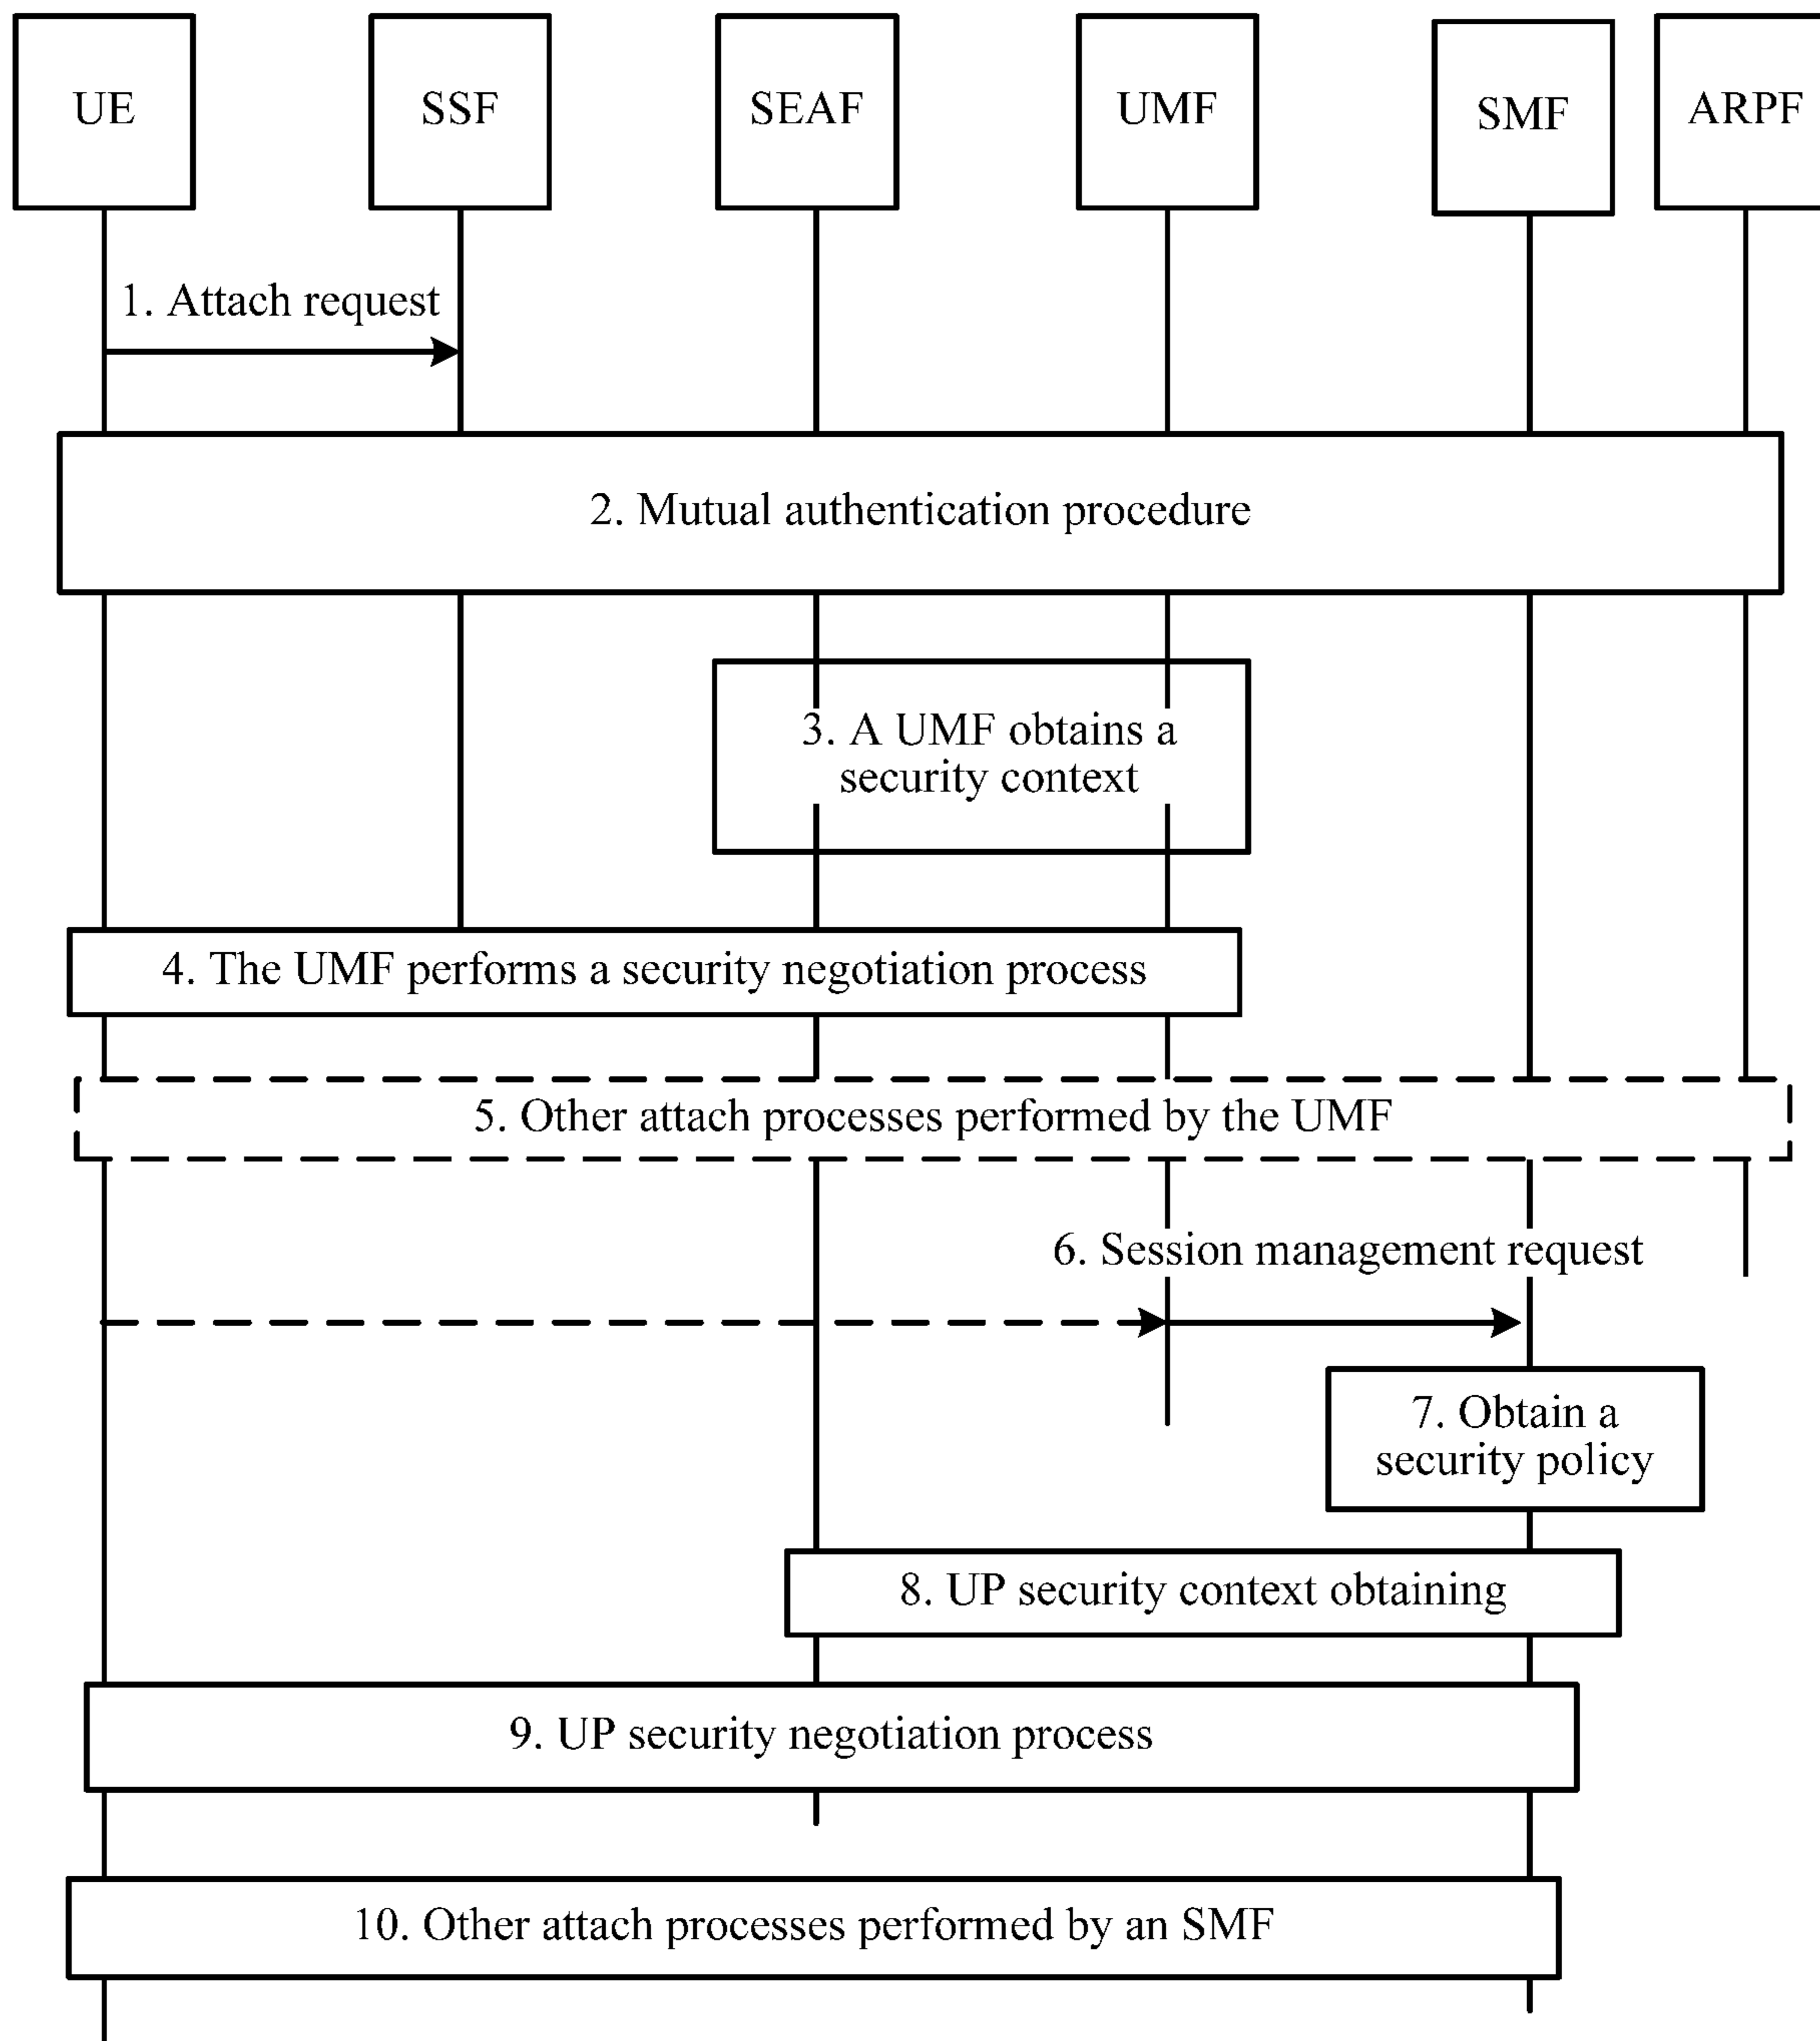 UE
SSF
SEAF
UMF
SMF
ARPF
1. Attach request
2. Mutual authentication procedure
3. A UMF obtains a
security context
4. The UMF performs a security negotiation process
5. Other attach processes performed by the UMF
6. Session management request
7. Obtain a
security policy
8. UP security context obtaining
9. UP security negotiation process
10. Other attach processes performed by an SMF